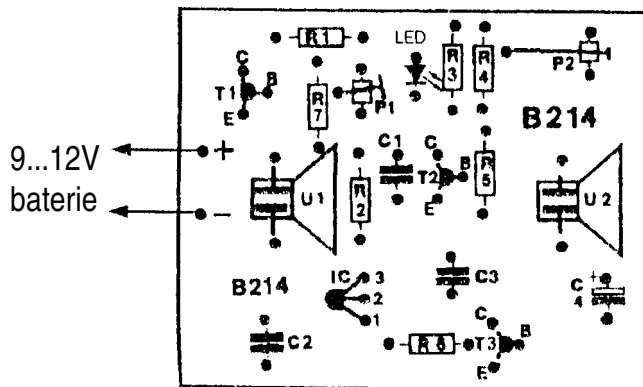 R1
LED
C
B
T1
E
R
7
P1
R
3
R
4
P2
B214
9...12V
baterie
+
-
U1
R
2
C1
C
T2
B
E
R
5
U2
B214
IC
3
2
1
C3
+
C
4
C2
R6
C
T3
B
E